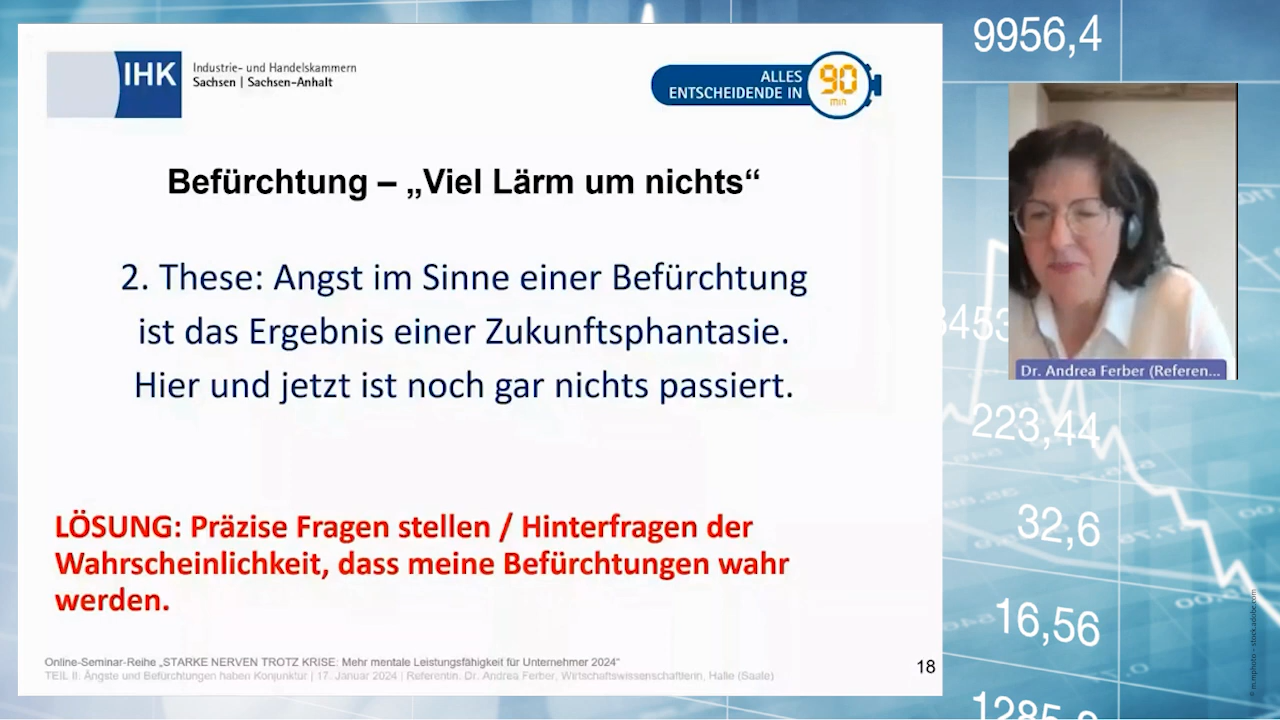 IHK
Industrie- und Handelskammern
Sachsen | Sachsen-Anhalt
ALLES
ENTSCHEIDENDE IN
90
min
Befürchtung – „Viel Lärm um nichts“
2. These: Angst im Sinne einer Befürchtung
ist das Ergebnis einer Zukunftsphantasie.
Hier und jetzt ist noch gar nichts passiert.
LÖSUNG: Präzise Fragen stellen / Hinterfragen der
Wahrscheinlichkeit, dass meine Befürchtungen wahr
werden.
Online-Seminar-Reihe „STARKE NERVEN TROTZ KRISE: Mehr mentale Leistungsfähigkeit für Unternehmer 2024“
TEIL II: Ängste und Befürchtungen haben Konjunktur | 17. Januar 2024 | Referentin: Dr. Andrea Ferber, Wirtschaftswissenschaftlerin, Halle (Saale)
18
9956,4
Dr. Andrea Ferber (Referen...
223,44
32,6
16,56